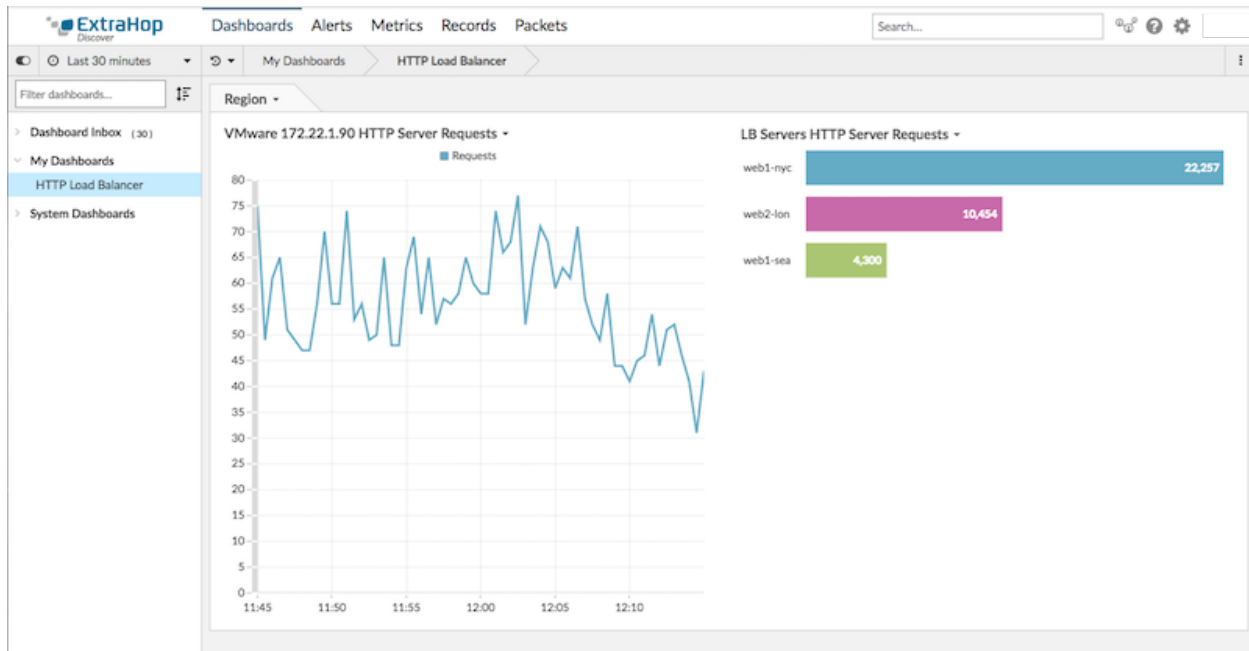 ExtraHop
Discover
Dashboards Alerts Metrics Records Packets
Search...
Last 30 minutes
My Dashboards
HTTP Load Balancer
Filter dashboards...
Dashboard Inbox (30)
My Dashboards
HTTP Load Balancer
System Dashboards
Region
VMware 172.22.1.90 HTTP Server Requests
Requests
80
75
70
65
60
55
50
45
40
35
30
25
20
15
10
5
0
11:45 11:50 11:55 12:00 12:05 12:10
LB Servers HTTP Server Requests
web1-nyc 22,257
web2-lon 10,454
web1-sea 4,300